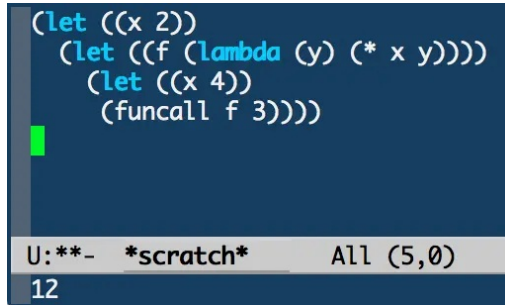 (let ((x 2))
  (let ((f (lambda (y) (* x y))))
    (let ((x 4))
     (funcall f 3))))
U:**-  *scratch*      All (5,0)
12